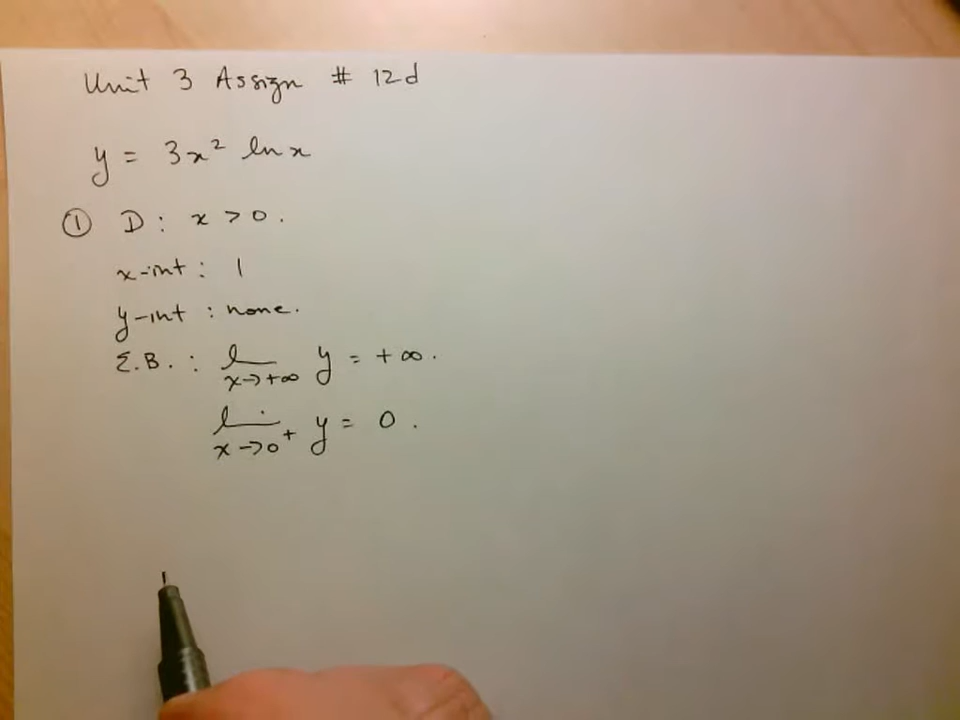 Unit 3 Assign # 12d
y = 3x² ln x
① D: x > 0.
x-int: 1
y-int: none.
E.B.: lim x→+∞ y = +∞.
lim x→0⁺ y = 0.